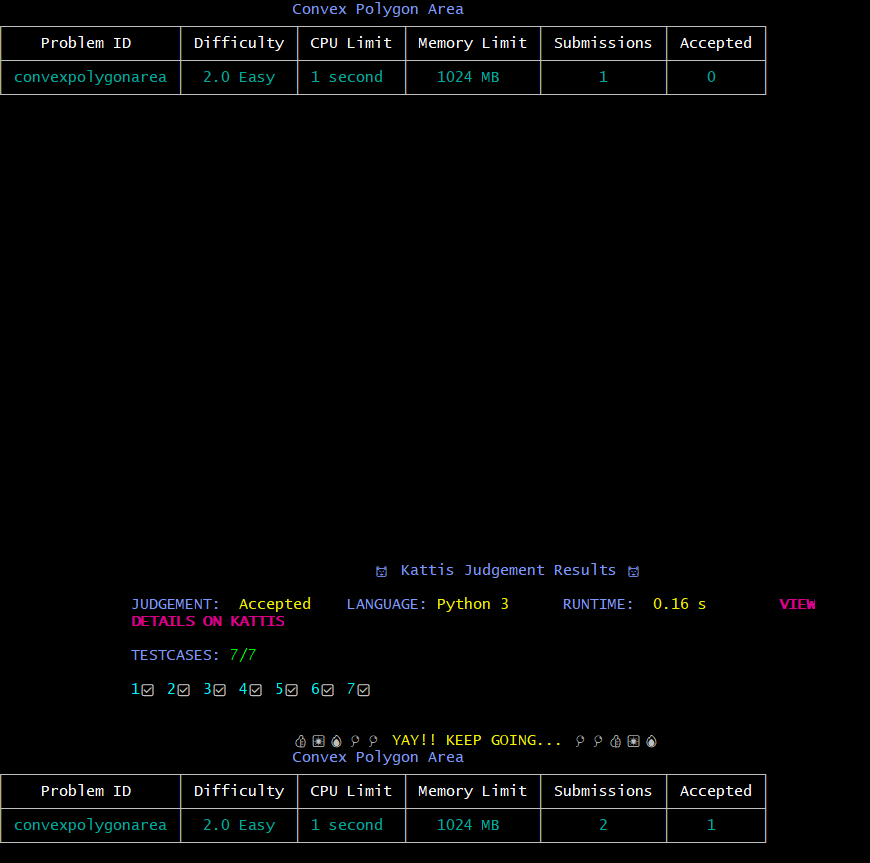 Convex Polygon Area
Problem ID Difficulty CPU Limit Memory Limit Submissions Accepted
convexpolygonarea 2.0 Easy 1 second 1024 MB 1 0
Kattis Judgement Results
JUDGEMENT: Accepted LANGUAGE: Python 3 RUNTIME: 0.16 s VIEW
DETAILS ON KATTIS
TESTCASES: 7/7
1 2 3 4 5 6 7
YAY!! KEEP GOING...
Convex Polygon Area
Problem ID Difficulty CPU Limit Memory Limit Submissions Accepted
convexpolygonarea 2.0 Easy 1 second 1024 MB 2 1